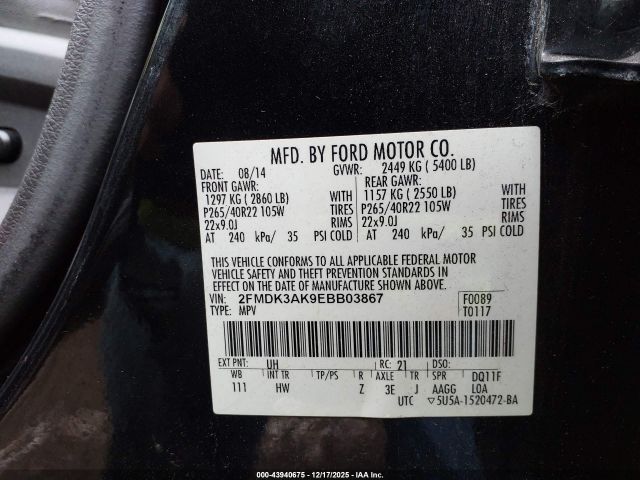 MFD. BY FORD MOTOR CO.
DATE: 08/14 GVWR: 2449 KG ( 5400 LB)
FRONT GAWR: REAR GAWR:
1297 KG ( 2860 LB) WITH 1157 KG ( 2550 LB) WITH
P265/40R22 105W TIRES P265/40R22 105W TIRES
22x9.0J RIMS 22x9.0J RIMS
AT 240 kPa/ 35 PSI COLD AT 240 kPa/ 35 PSI COLD
THIS VEHICLE CONFORMS TO ALL APPLICABLE FEDERAL MOTOR
VEHICLE SAFETY AND THEFT PREVENTION STANDARDS IN
EFFECT ON THE DATE OF MANUFACTURE SHOWN ABOVE.
VIN: 2FMDK3AK9EBB03867 F0089
TYPE: MPV T0117
EXT PNT: UH RC: 21 DSO:
WB INT TR TP/PS R AXLE TR SPR DQ11F
111 HW Z 3E J AAGG LOA
UTC ▽5U5A-1520472-BA
000-43940675 - 12/17/2025 - IAA Inc.